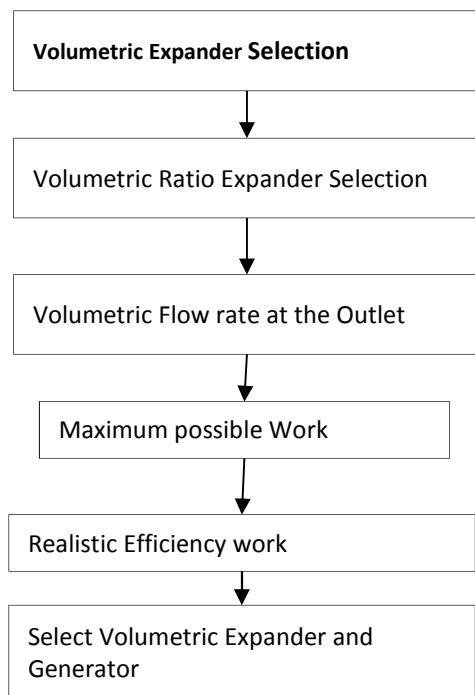 Volumetric Expander Selection
Volumetric Ratio Expander Selection
Volumetric Flow rate at the Outlet
Maximum possible Work
Realistic Efficiency work
Select Volumetric Expander and
Generator